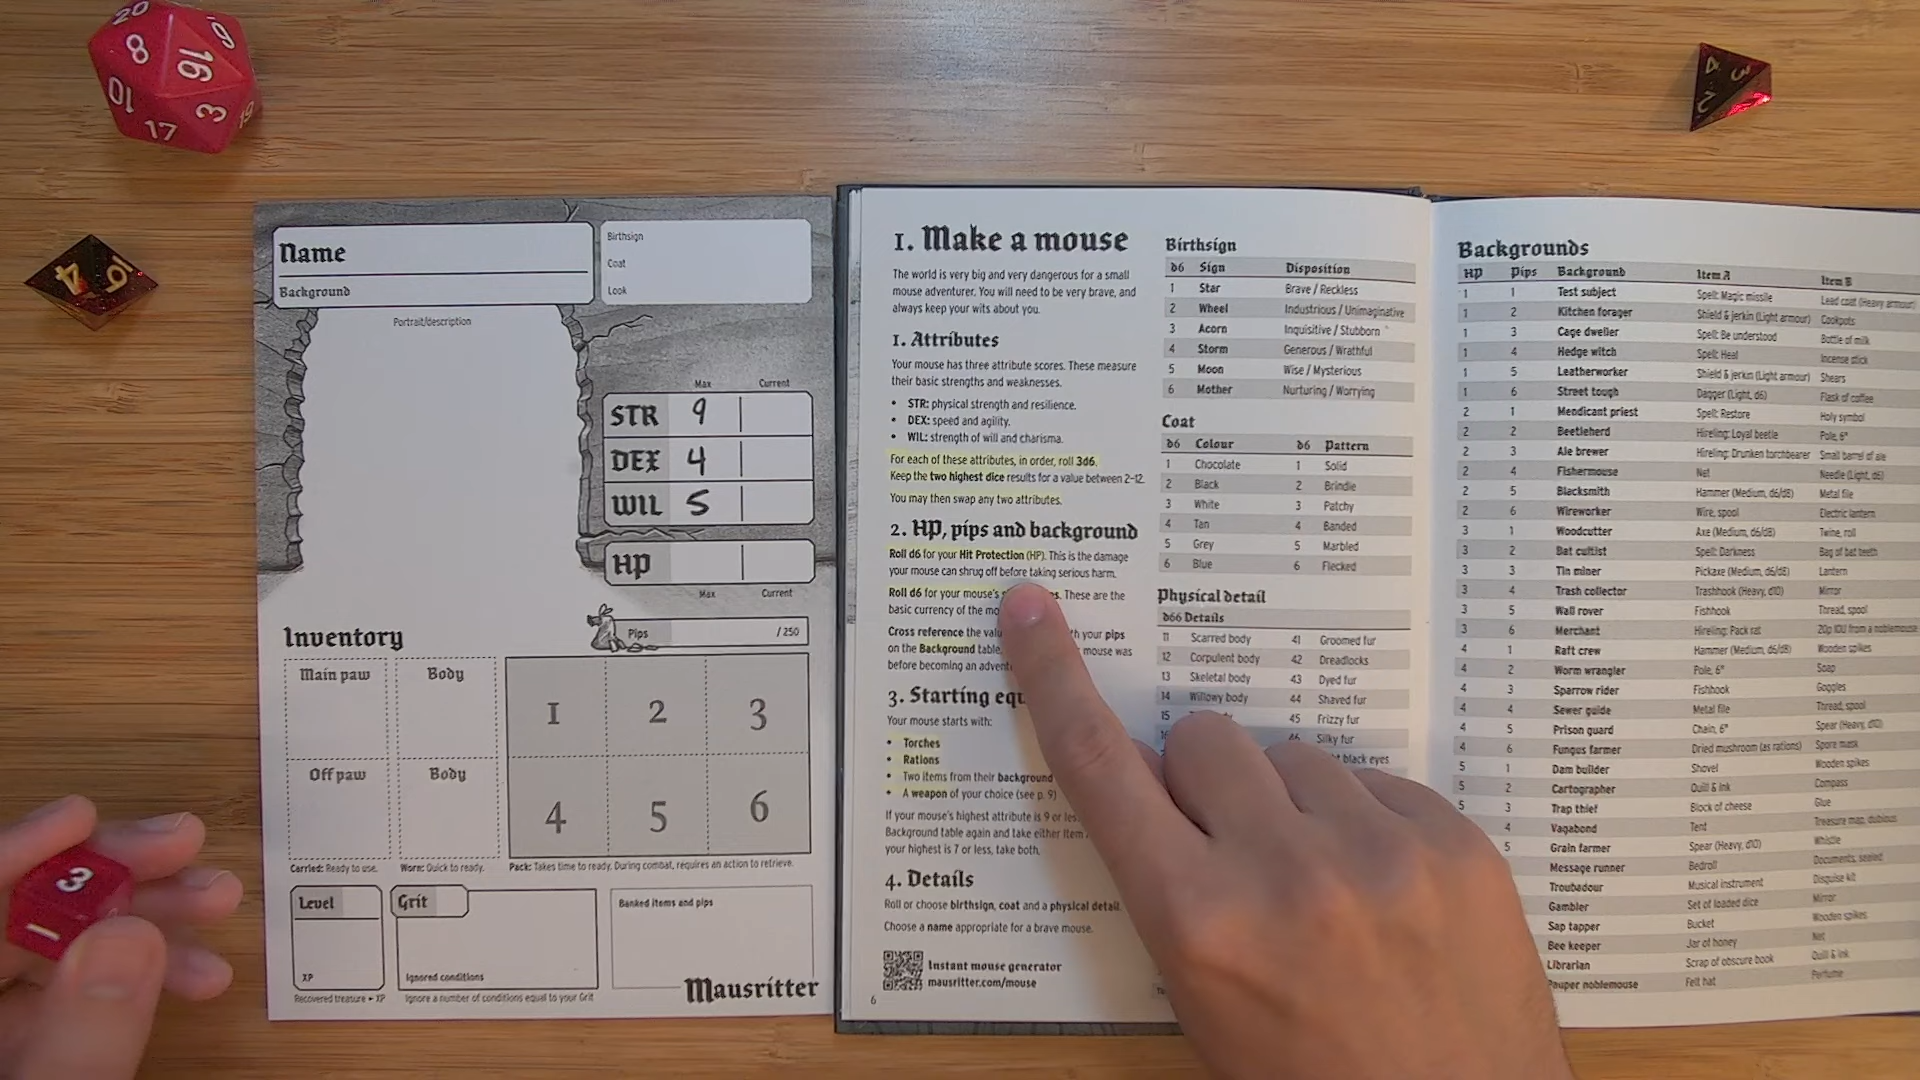 Name
Background
Birthsign
Coat
Look
Portrait/description
Max Current
STR 9
DEX 4
WIL 5
HP
Max Current
Pips / 250
Inventory
Main paw Body
Off paw Body
1 2 3
4 5 6
Carried: Ready to use. Worn: Quick to ready. Pack: Takes time to ready. During combat, requires an action to retrieve.
Level
XP
Recovered treasure = XP
Grit
Ignored conditions
Ignore a number of conditions equal to your Grit
Banked items and pips
Mausritter
1. Make a mouse
The world is very big and very dangerous for a small
mouse adventurer. You will need to be very brave, and
always keep your wits about you.
1. Attributes
Your mouse has three attribute scores. These measure
their basic strengths and weaknesses.
• STR: physical strength and resilience.
• DEX: speed and agility.
• WIL: strength of will and charisma.
For each of these attributes, in order, roll 3d6.
Keep the two highest dice results for a value between 2-12.
You may then swap any two attributes.
2. HP, pips and background
Roll d6 for your Hit Protection (HP). This is the damage
your mouse can shrug off before taking serious harm.
Roll d6 for your mouse's These are the
basic currency of the
Cross reference the your pips
on the Background table, mouse was
before becoming an
3. Starting
Your mouse starts with:
• Torches
• Rations
• Two items from their background
• A weapon of your choice (see p. 9)
If your mouse's highest attribute is 9 or
Background table again and take either Item
your highest is 7 or less, take both.
4. Details
Roll or choose birthsign, coat and a physical detail.
Choose a name appropriate for a brave mouse.
Instant mouse generator
mausritter.com/mouse
6
Birthsign
d6 Sign Disposition
1 Star Brave / Reckless
2 Wheel Industrious / Unimaginative
3 Acorn Inquisitive / Stubborn
4 Storm Generous / Wrathful
5 Moon Wise / Mysterious
6 Mother Nurturing / Worrying
Coat
d6 Colour d6 Pattern
1 Chocolate 1 Solid
2 Black 2 Brindle
3 White 3 Patchy
4 Tan 4 Banded
5 Grey 5 Marbled
6 Blue 6 Flecked
Physical detail
d66 Details
11 Scarred body 41 Groomed fur
12 Corpulent body 42 Dreadlocks
13 Skeletal body 43 Dyed fur
14 Willowy body 44 Shaved fur
15 45 Frizzy fur
46 Silky fur
black eyes
Backgrounds
HP Pips Background Item A Item B
1 1 Test subject Spell: Magic missile Lead coat (Heavy armour)
1 2 Kitchen forager Shield & jerkin (Light armour) Cookpots
1 3 Cage dweller Spell: Be understood Bottle of milk
1 4 Hedge witch Spell: Heal Incense stick
1 5 Leatherworker Shield & jerkin (Light armour) Shears
1 6 Street tough Dagger (Light, d6) Flask of coffee
2 1 Mendicant priest Spell: Restore Holy symbol
2 2 Beetleherd Hireling: Loyal beetle Pole, 6"
2 3 Ale brewer Hireling: Drunken torchbearer Small barrel of ale
2 4 Fishermouse Net Needle (Light, d6)
2 5 Blacksmith Hammer (Medium, d6/d8) Metal file
2 6 Wireworker Wire, spool Electric lantern
3 1 Woodcutter Axe (Medium, d6/d8) Twine, roll
3 2 Bat cultist Spell: Darkness Bag of bat teeth
3 3 Tin miner Pickaxe (Medium, d6/d8) Lantern
3 4 Trash collector Trashhook (Heavy, d10) Mirror
3 5 Wall rover Fishhook Thread, spool
3 6 Merchant Hireling: Pack rat 20p IOU from a noblemouse
4 1 Raft crew Hammer (Medium, d6/d8) Wooden spikes
4 2 Worm wrangler Pole, 6" Soap
4 3 Sparrow rider Fishhook Goggles
4 4 Sewer guide Metal file Thread, spool
4 5 Prison guard Chain, 6" Spear (Heavy, d10)
4 6 Fungus farmer Dried mushroom (as rations) Spore mask
5 1 Dam builder Shovel Wooden spikes
5 2 Cartographer Quill & ink Compass
5 3 Trap thief Block of cheese Glue
4 Vagabond Tent Treasure map, dubious
5 Grain farmer Spear (Heavy, d10) Whistle
Message runner Bedroll Documents, sealed
Troubadour Musical instrument Disguise kit
Gambler Set of loaded dice Mirror
Sap tapper Bucket Wooden spikes
Bee keeper Jar of honey Net
Librarian Scrap of obscure book Quill & ink
Pauper noblemouse Felt hat Perfume
20
8
16
10
3
17
19
4
3
1
4
3
2